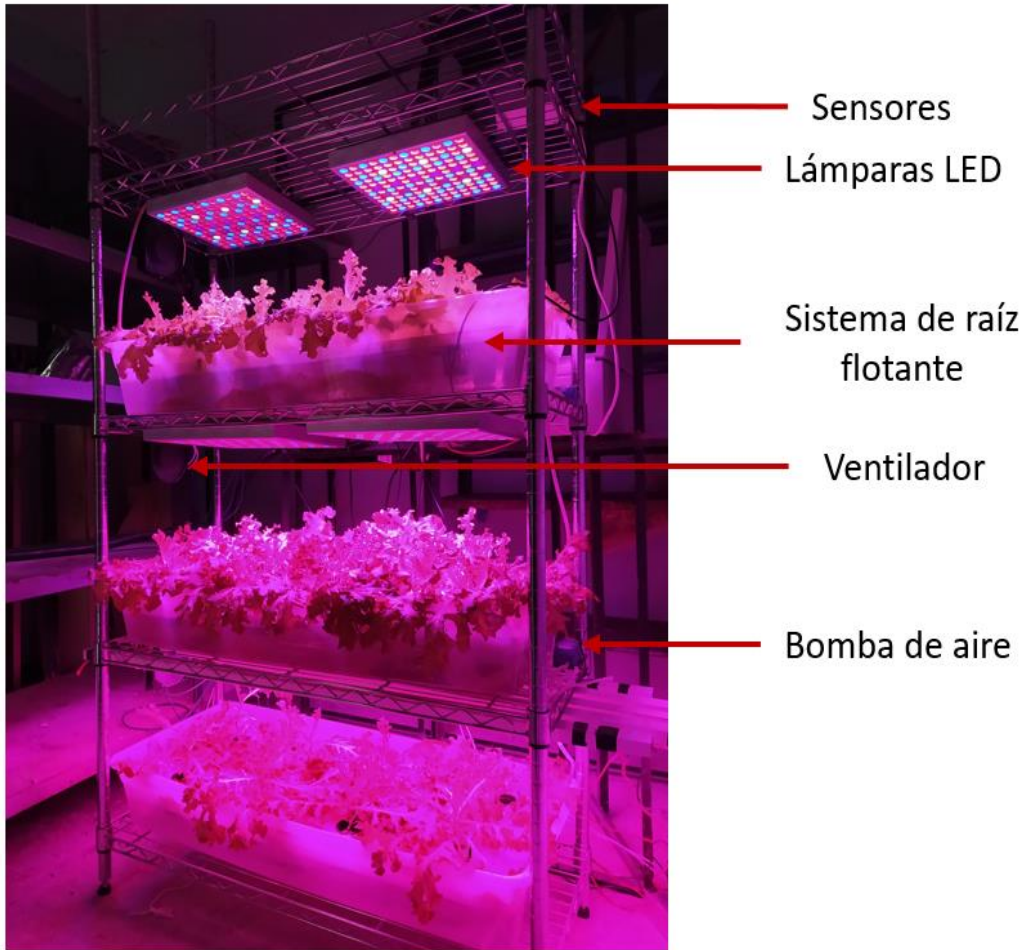 Sensores
Lámparas LED
Sistema de raíz
flotante
Ventilador
Bomba de aire